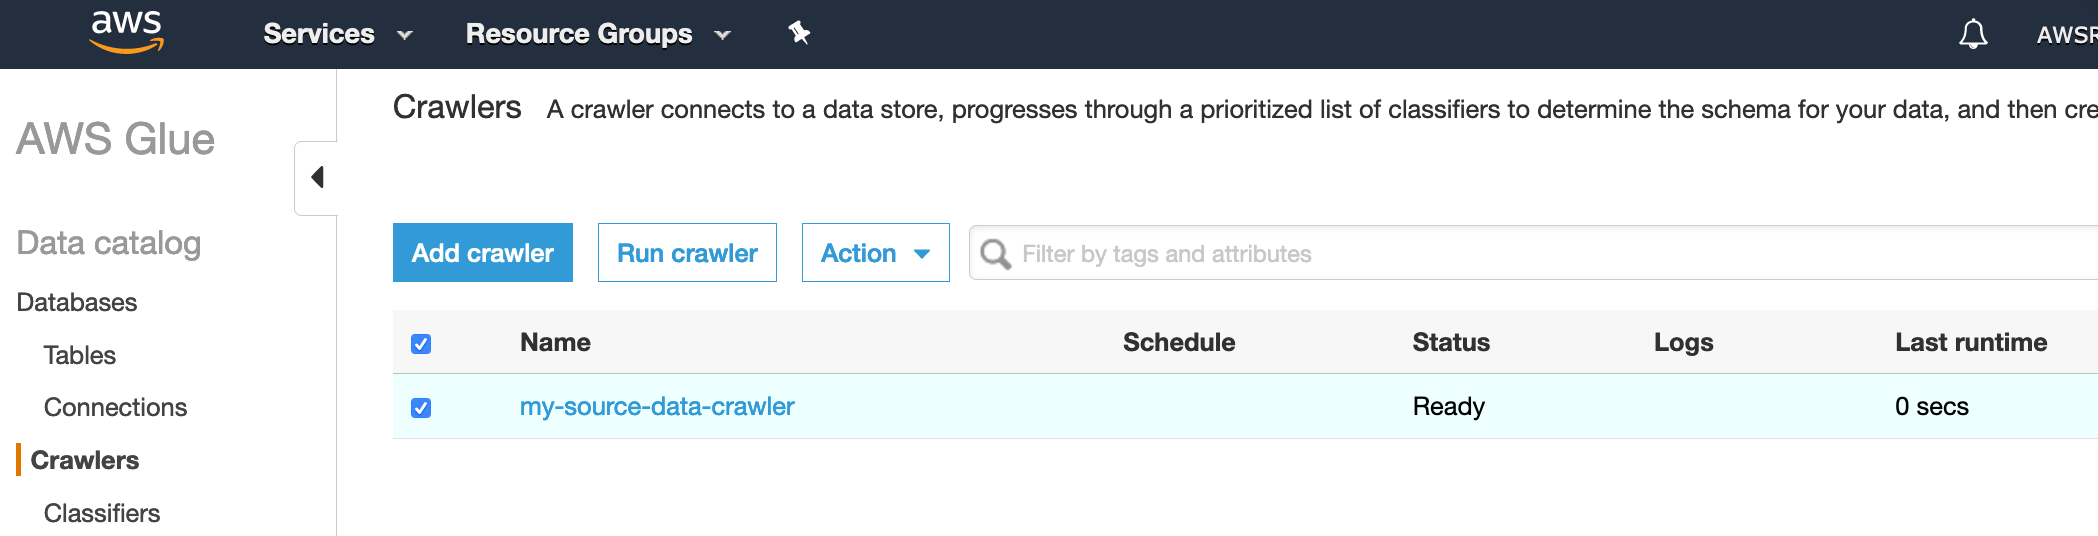 aws Services Resource Groups AWSR
AWS Glue
Data catalog
Databases
Tables
Connections
Crawlers
Classifiers
Crawlers A crawler connects to a data store, progresses through a prioritized list of classifiers to determine the schema for your data, and then cre
Add crawler Run crawler Action Filter by tags and attributes
Name Schedule Status Logs Last runtime
my-source-data-crawler Ready 0 secs